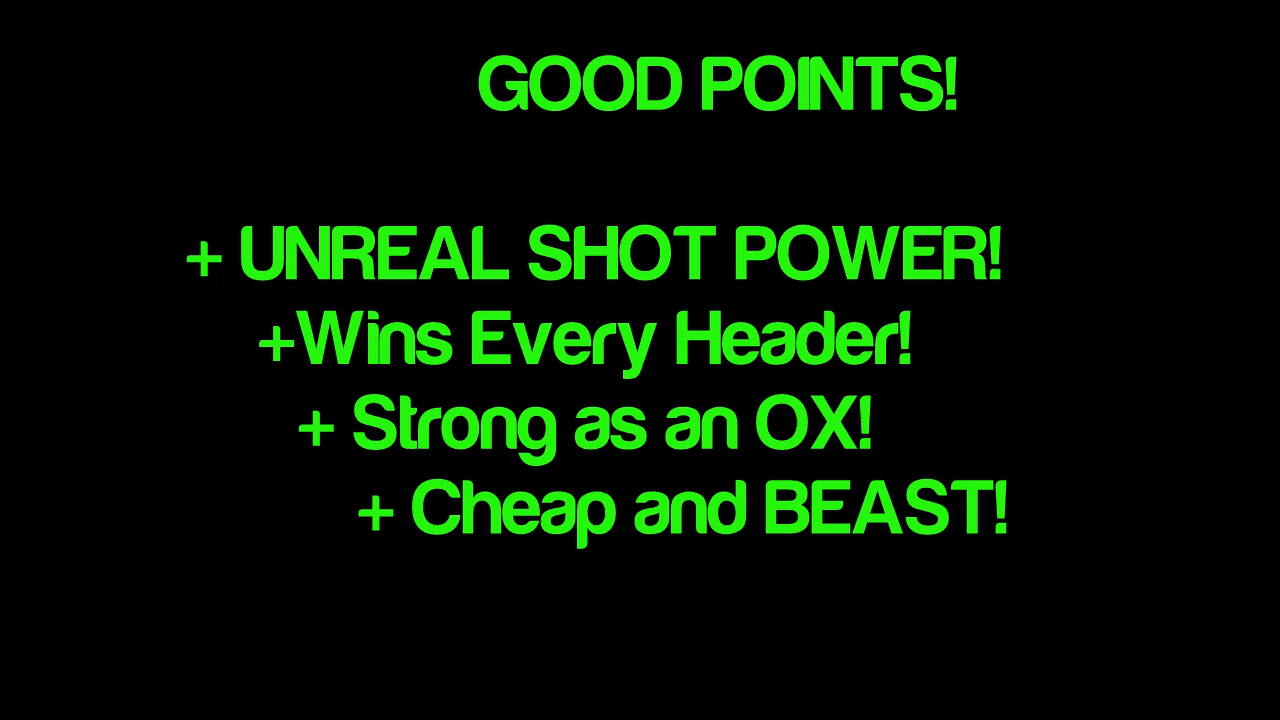 GOOD POINTS!
+ UNREAL SHOT POWER!
+Wins Every Header!
+ Strong as an OX!
+ Cheap and BEAST!